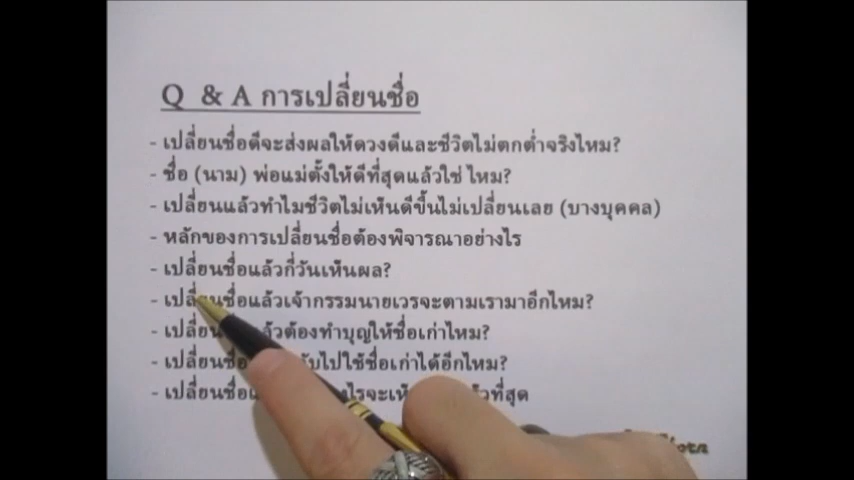 Q & A การเปลี่ยนชื่อ
- เปลี่ยนชื่อดีจะส่งผลให้ดวงดีและชีวิตไม่ตกต่ำจริงไหม?
- ชื่อ (นาม) พ่อแม่ตั้งให้ดีที่สุดแล้วใช่ ไหม?
- เปลี่ยนแล้วทำไมชีวิตไม่เห็นดีขึ้นไม่เปลี่ยนเลย (บางบุคคล)
- หลักของการเปลี่ยนชื่อต้องพิจารณาอย่างไร
- เปลี่ยนชื่อแล้วกี่วันเห็นผล?
- เปลี่ยนชื่อแล้วเจ้ากรรมนายเวรจะตามเรามาอีกไหม?
- เปลี่ยน ต้องทำบุญให้ชื่อเก่าไหม?
- เปลี่ยนชื่อ ไปใช้ชื่อเก่าได้อีกไหม?
- เปลี่ยนชื่อ ที่สุด